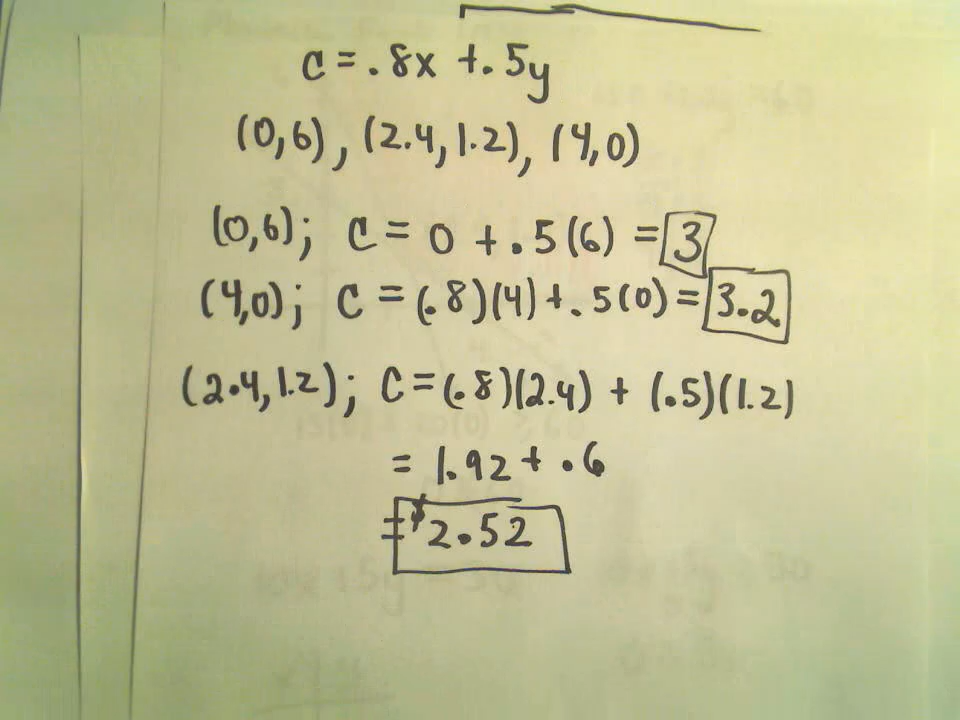 C = .8x + .5y
(0,6), (2.4,1.2), (4,0)
(0,6); C = 0 + .5(6) = 3
(4,0); C = (.8)(4) + .5(0) = 3.2
(2.4,1.2); C = (.8)(2.4) + (.5)(1.2)
= 1.92 + .6
= $2.52